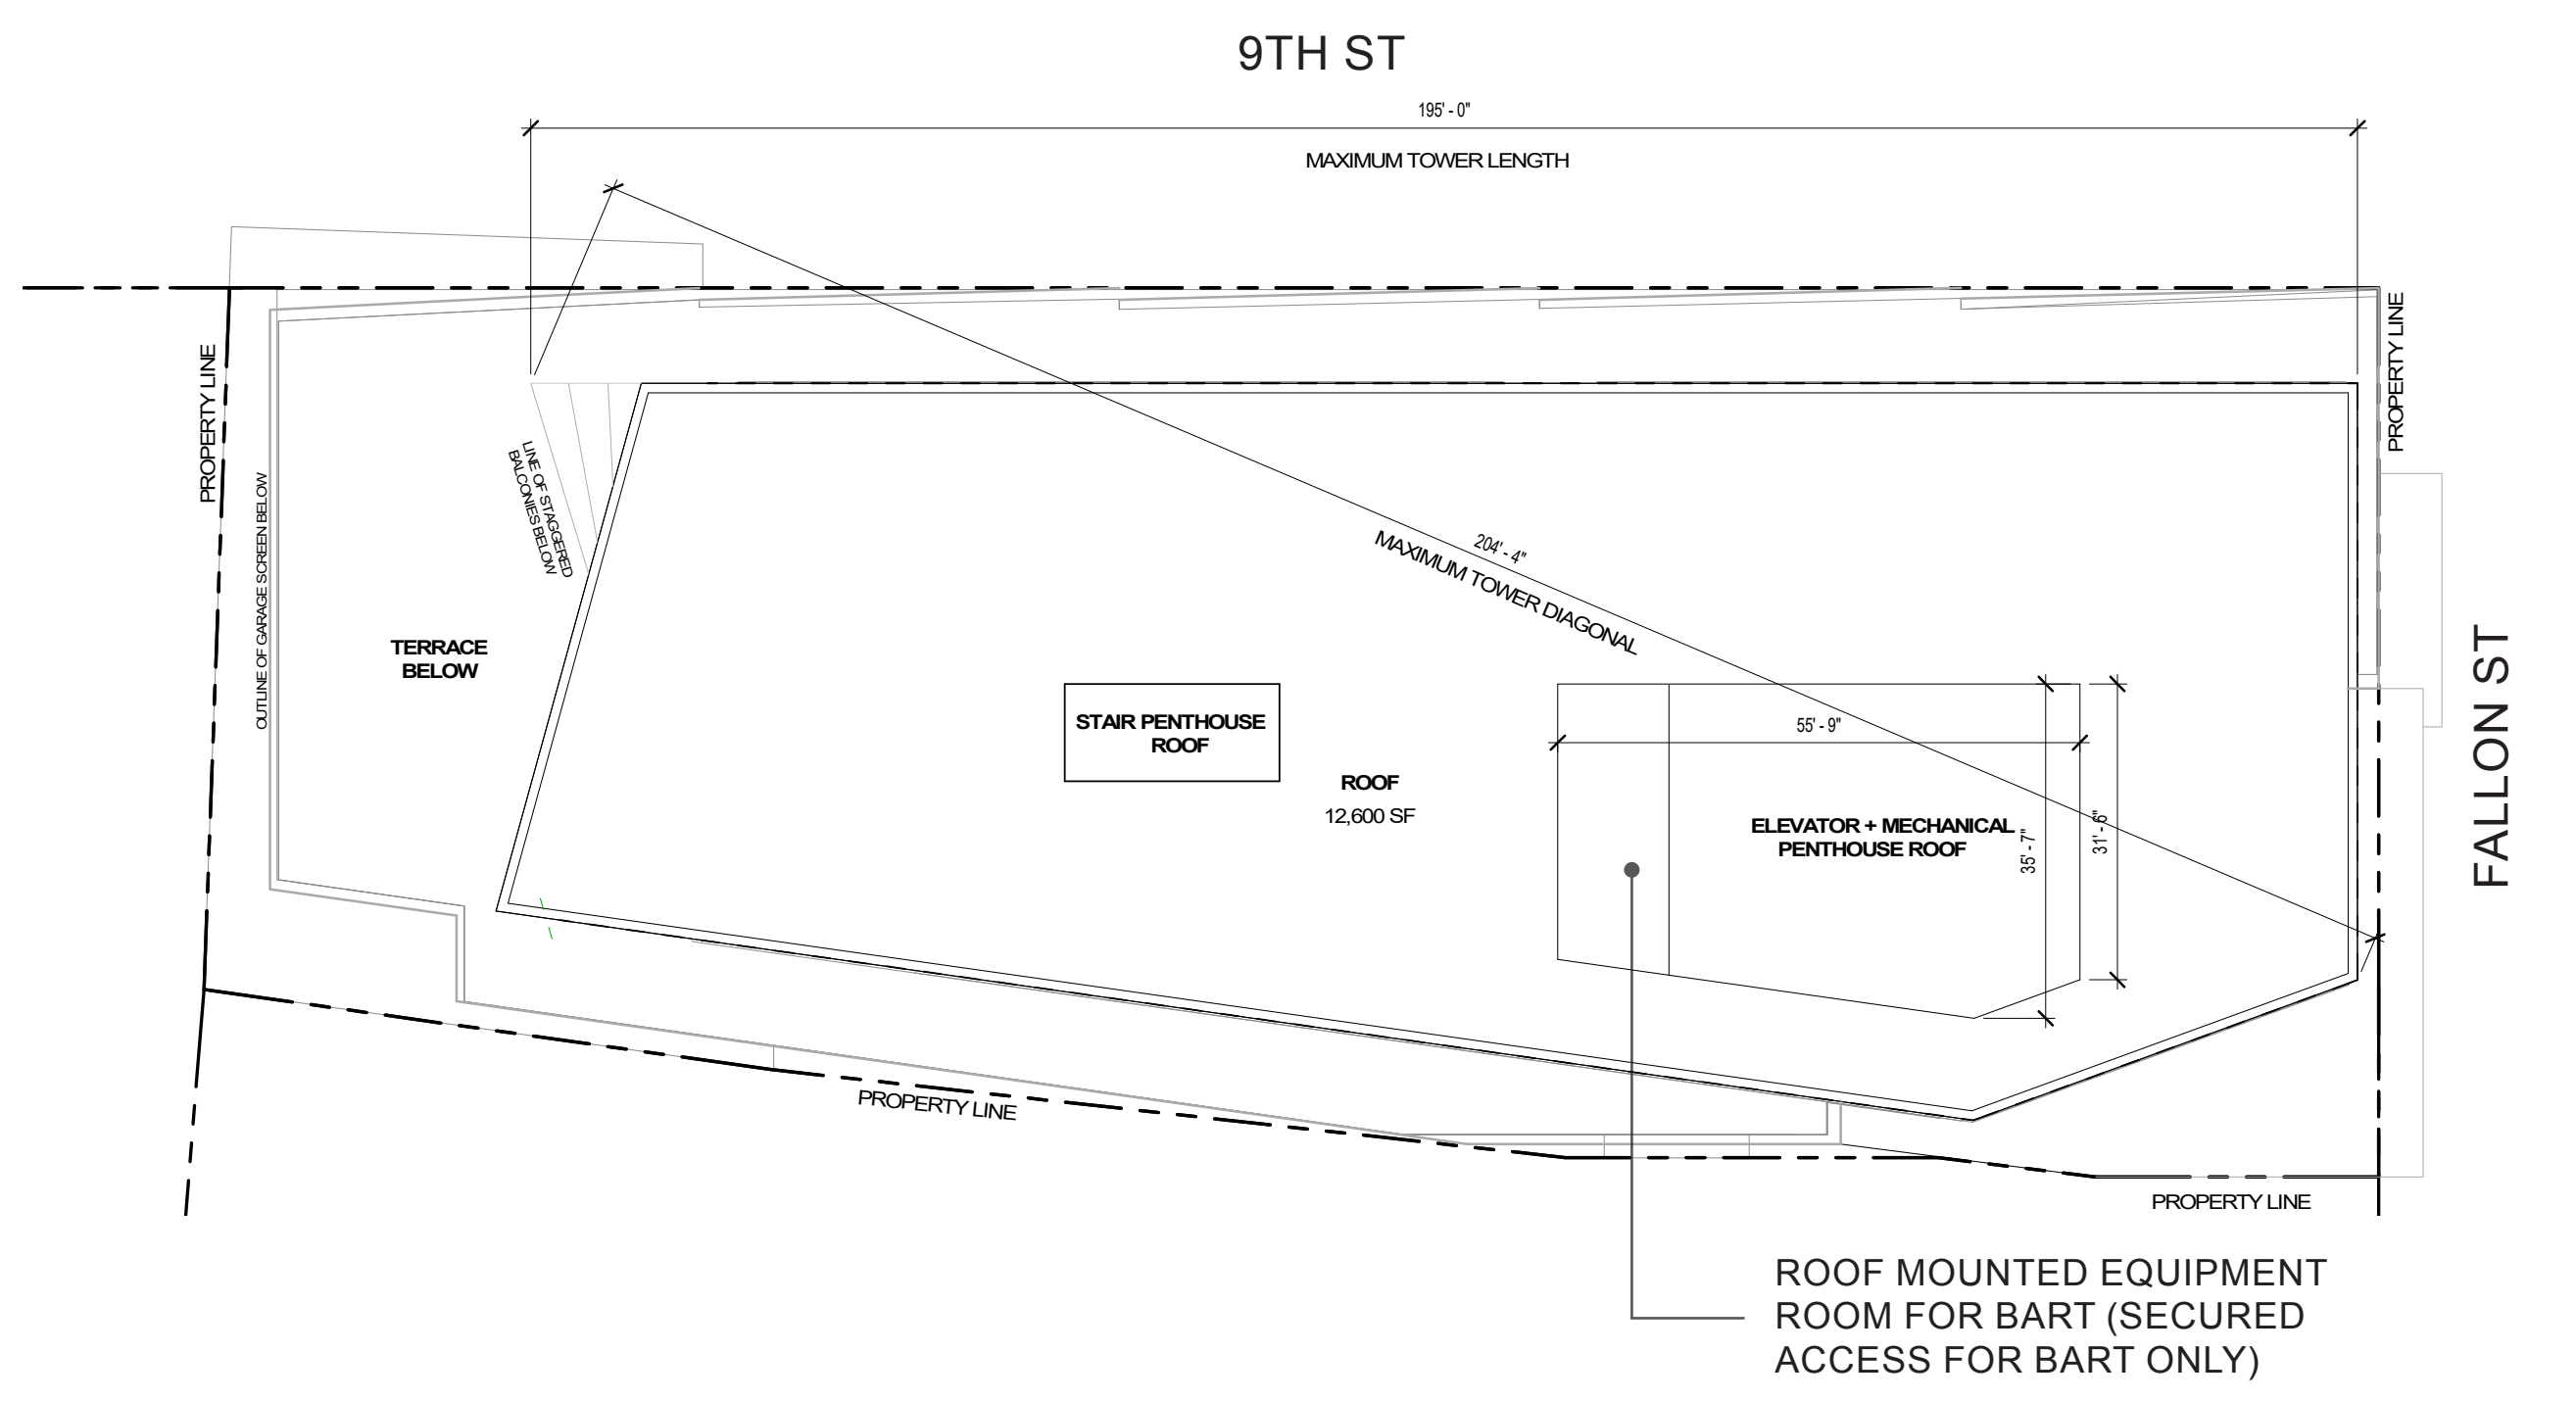 9TH ST
195' - 0"
MAXIMUM TOWER LENGTH
PROPERTY LINE
PROPERTY LINE
OUTLINE OF GARAGE SCREEN BELOW
LINE OF STAGGERED
BALCONIES BELOW
204' - 4"
MAXIMUM TOWER DIAGONAL
TERRACE
BELOW
STAIR PENTHOUSE
ROOF
ROOF
12,600 SF
55' - 9"
ELEVATOR + MECHANICAL
PENTHOUSE ROOF
35' - 7"
31' - 6"
FALLON ST
PROPERTY LINE
PROPERTY LINE
ROOF MOUNTED EQUIPMENT
ROOM FOR BART (SECURED
ACCESS FOR BART ONLY)